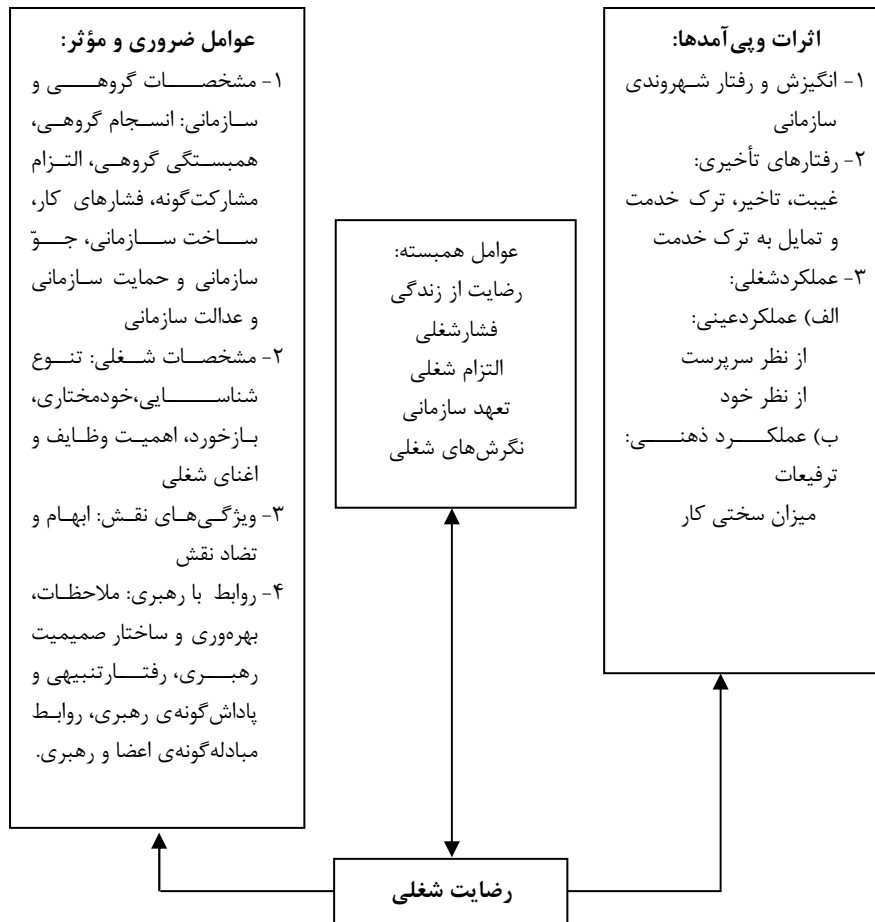 اثرات وپی‌آمدها:
۱- انگیزش و رفتار شهروندی
سازمانی
۲- رفتارهای تأخیری:
غیبت، تاخیر، ترک خدمت
و تمایل به ترک خدمت
۳- عملکردشغلی:
الف) عملکردعینی:
از نظر سرپرست
از نظر خود
ب) عملکرد ذهنی:
ترفیعات
میزان سختی کار
عوامل همبسته:
رضایت از زندگی
فشارشغلی
التزام شغلی
تعهد سازمانی
نگرش‌های شغلی
عوامل ضروری و مؤثر:
۱- مشخصات گروهی و
سازمانی: انسجام گروهی،
همبستگی گروهی، التزام
مشارکت‌گونه، فشارهای کار،
ساخت سازمانی، جوّ
سازمانی و حمایت سازمانی
و عدالت سازمانی
۲- مشخصات شغلی: تنوع
شناسایی،خودمختاری،
بازخورد، اهمیت وظایف و
اغنای شغلی
۳- ویژگی‌های نقش: ابهام و
تضاد نقش
۴- روابط با رهبری: ملاحظات،
بهره‌وری و ساختار صمیمیت
رهبری، رفتارتنبیهی و
پاداش‌گونه‌ی رهبری، روابط
مبادله‌گونه‌ی اعضا و رهبری.
رضایت شغلی